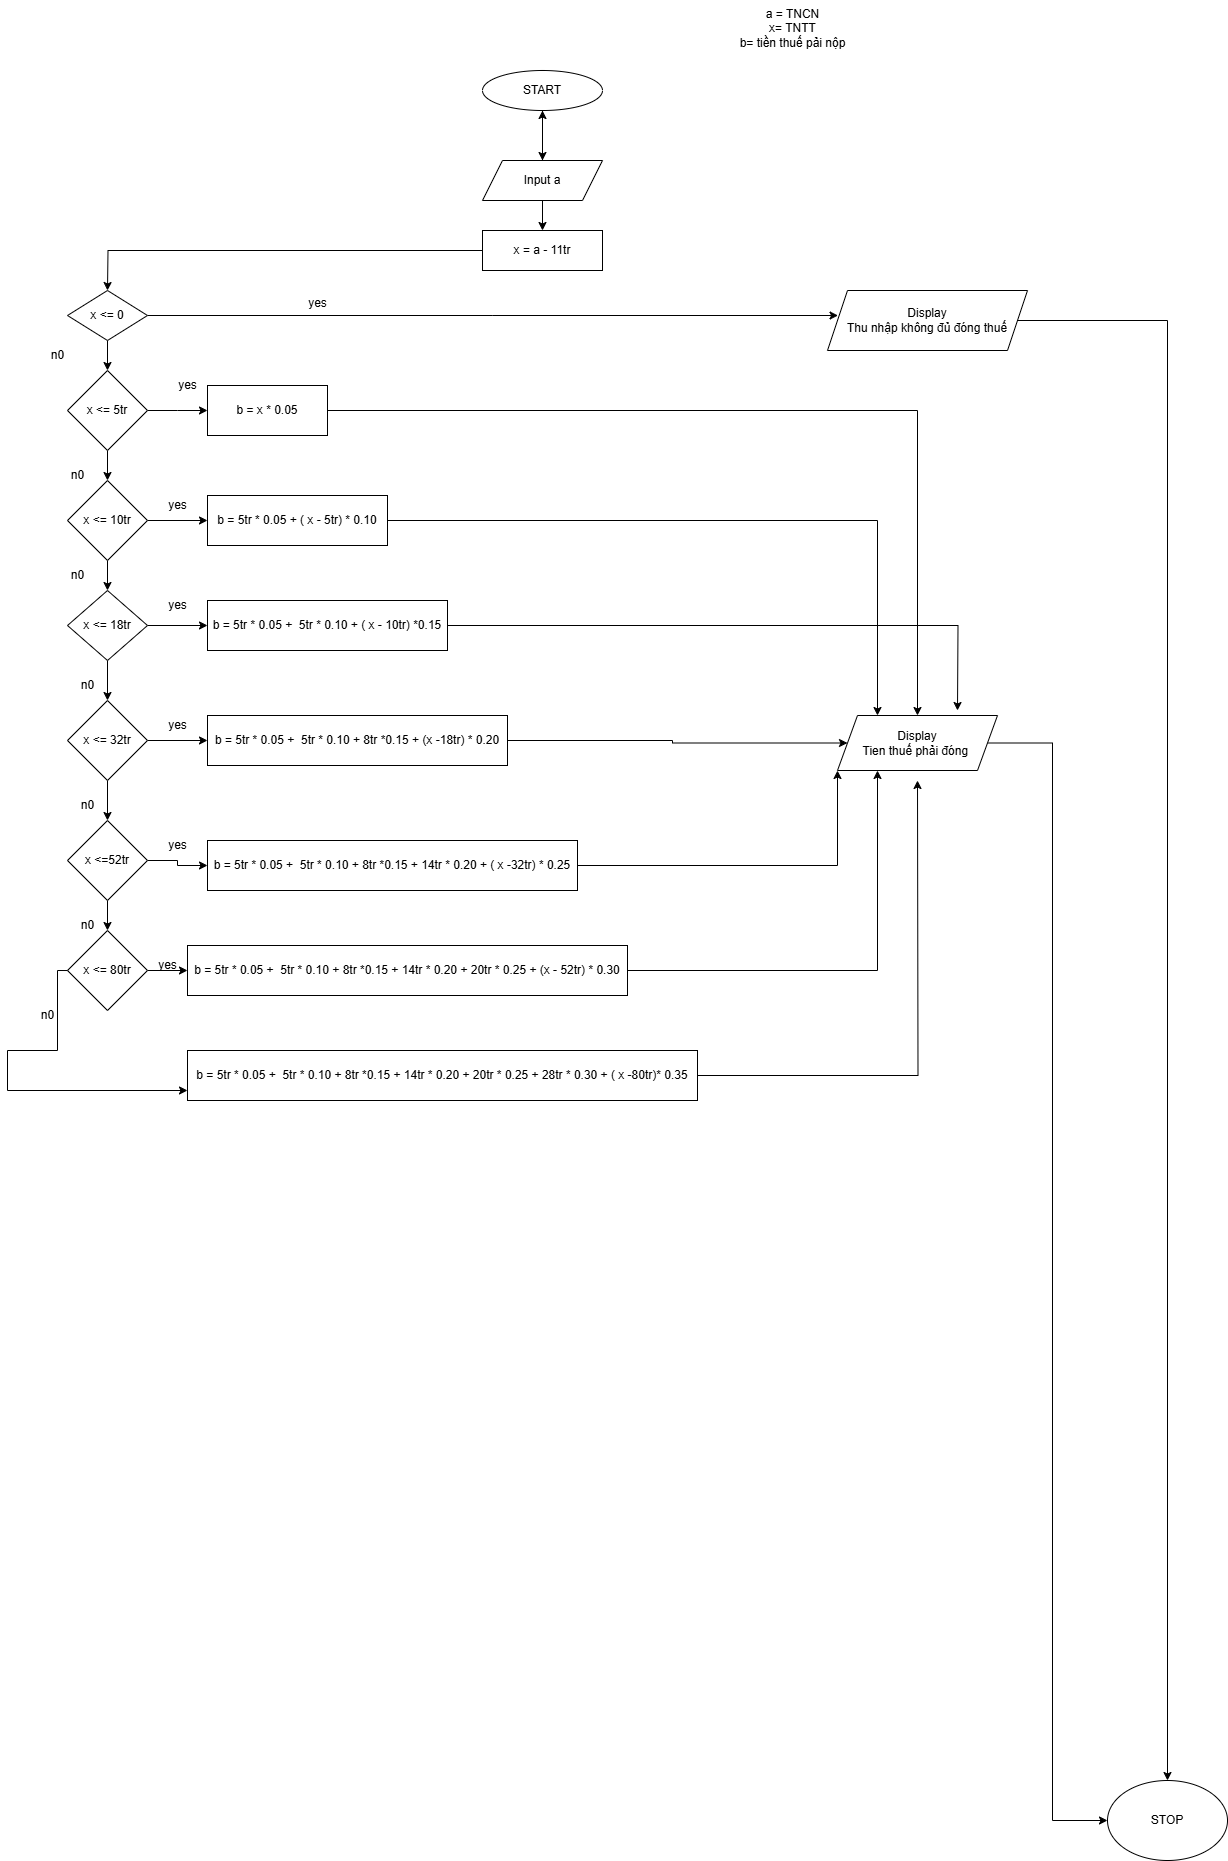 a = TNCN
x= TNTT
b= tiền thuế pải nộp
START
Input a
x = a - 11tr
x <= 0
yes
Display
Thu nhập không đủ đóng thuế
n0
x <= 5tr
yes
b = x * 0.05
n0
x <= 10tr
yes
b = 5tr * 0.05 + ( x - 5tr) * 0.10
n0
x <= 18tr
yes
b = 5tr * 0.05 +  5tr * 0.10 + ( x - 10tr) *0.15
n0
x <= 32tr
yes
b = 5tr * 0.05 +  5tr * 0.10 + 8tr *0.15 + (x -18tr) * 0.20
Display
Tien thuế phải đóng
n0
x <=52tr
yes
b = 5tr * 0.05 +  5tr * 0.10 + 8tr *0.15 + 14tr * 0.20 + ( x -32tr) * 0.25
n0
x <= 80tr
yes
b = 5tr * 0.05 +  5tr * 0.10 + 8tr *0.15 + 14tr * 0.20 + 20tr * 0.25 + (x - 52tr) * 0.30
n0
b = 5tr * 0.05 +  5tr * 0.10 + 8tr *0.15 + 14tr * 0.20 + 20tr * 0.25 + 28tr * 0.30 + ( x -80tr)* 0.35
STOP